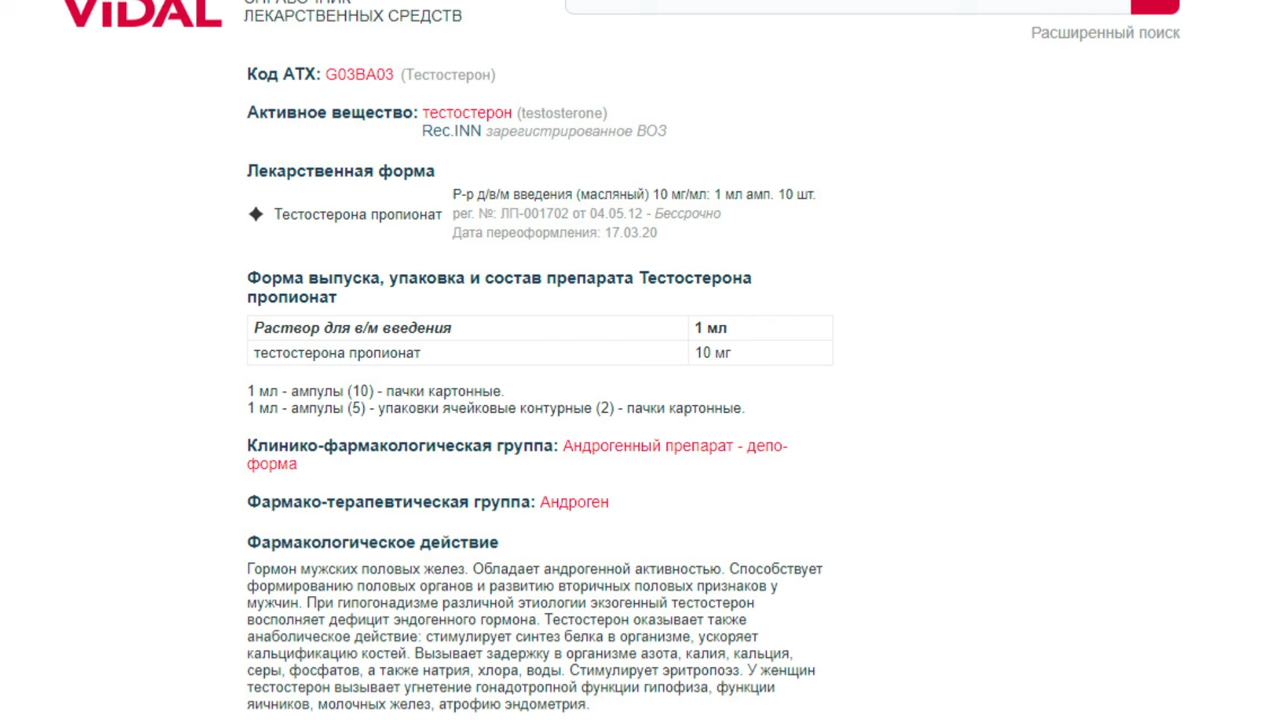 ViDAL
СПРАВОЧНИК
ЛЕКАРСТВЕННЫХ СРЕДСТВ
Расширенный поиск
Код АТХ: G03BA03 (Тестостерон)
Активное вещество: тестостерон (testosterone)
Rec.INN зарегистрированное ВОЗ
Лекарственная форма
Р-р д/в/м введения (масляный) 10 мг/мл: 1 мл амп. 10 шт.
Тестостерона пропионат рег. №: ЛП-001702 от 04.05.12 - Бессрочно
Дата переоформления: 17.03.20
Форма выпуска, упаковка и состав препарата Тестостерона
пропионат
Раствор для в/м введения 1 мл
тестостерона пропионат 10 мг
1 мл - ампулы (10) - пачки картонные.
1 мл - ампулы (5) - упаковки ячейковые контурные (2) - пачки картонные.
Клинико-фармакологическая группа: Андрогенный препарат - депо-
форма
Фармако-терапевтическая группа: Андроген
Фармакологическое действие
Гормон мужских половых желез. Обладает андрогенной активностью. Способствует
формированию половых органов и развитию вторичных половых признаков у
мужчин. При гипогонадизме различной этиологии экзогенный тестостерон
восполняет дефицит эндогенного гормона. Тестостерон оказывает также
анаболическое действие: стимулирует синтез белка в организме, ускоряет
кальцификацию костей. Вызывает задержку в организме азота, калия, кальция,
серы, фосфатов, а также натрия, хлора, воды. Стимулирует эритропоэз. У женщин
тестостерон вызывает угнетение гонадотропной функции гипофиза, функции
яичников, молочных желез, атрофию эндометрия.